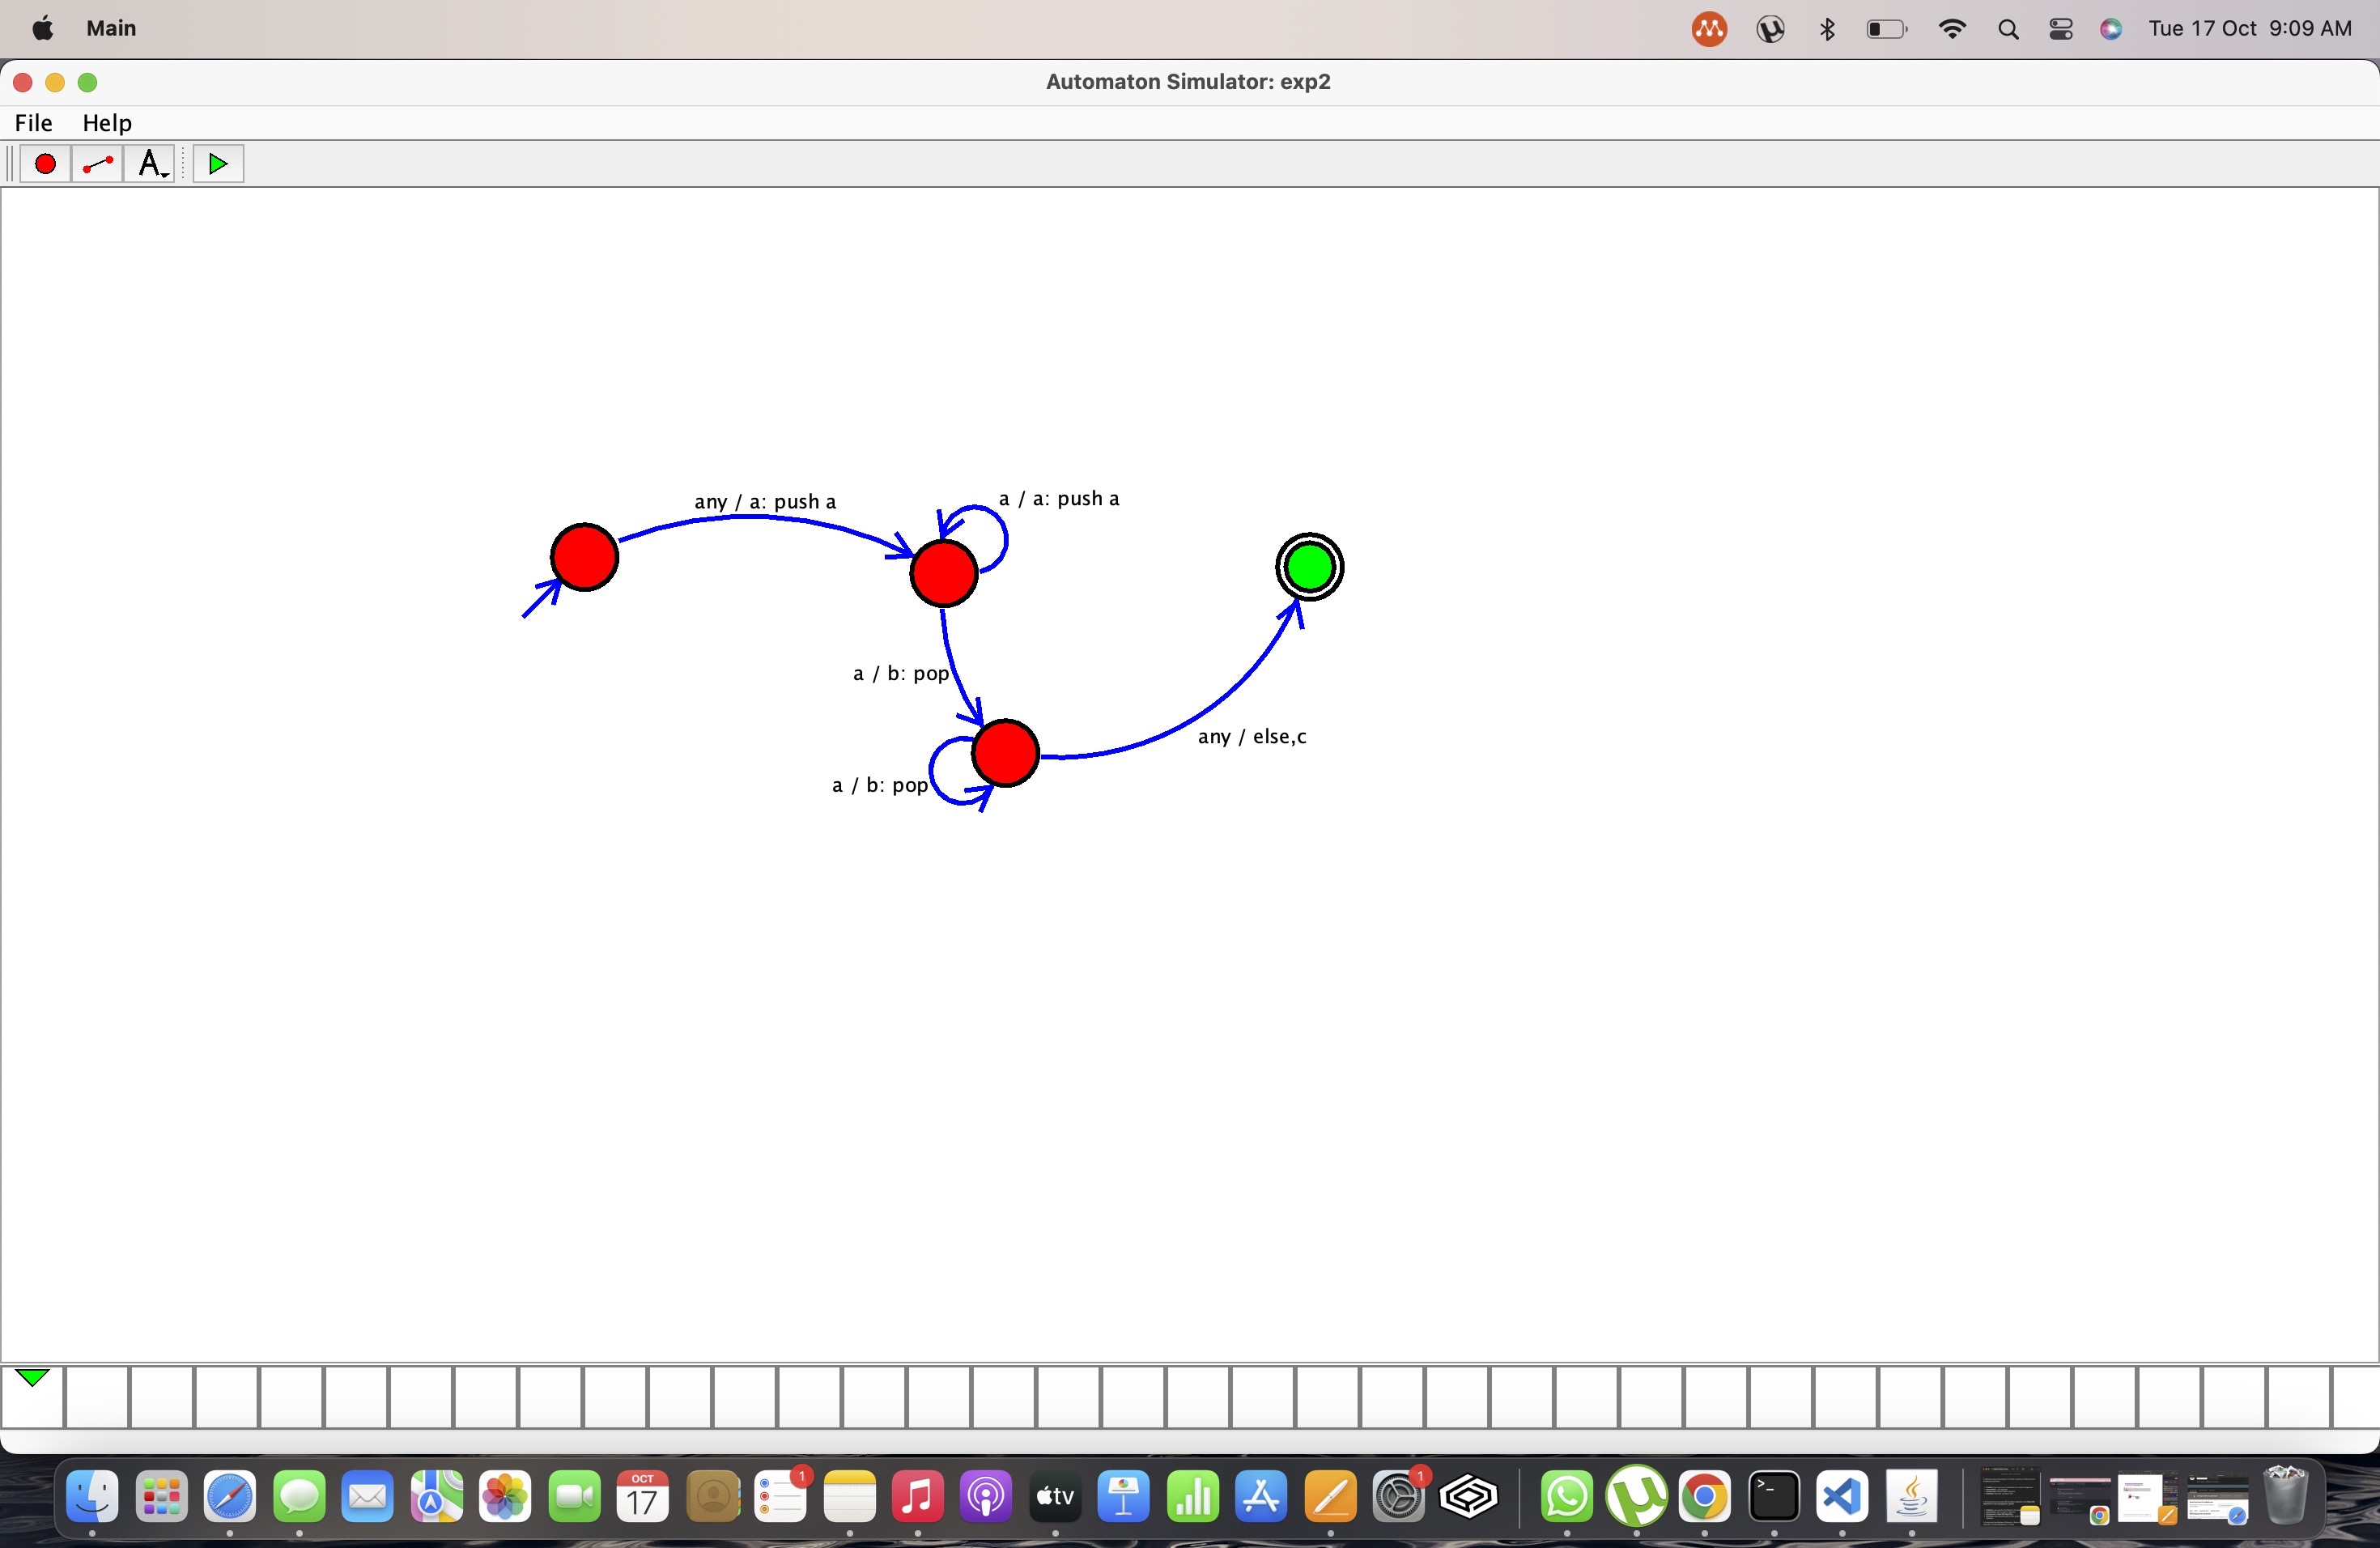 Main
Tue 17 Oct 9:09 AM
Automaton Simulator: exp2
File Help
A
any / a: push a
a / a: push a
a / b: pop
any / else,c
a / b: pop
OCT
17
1
tv
1
>_